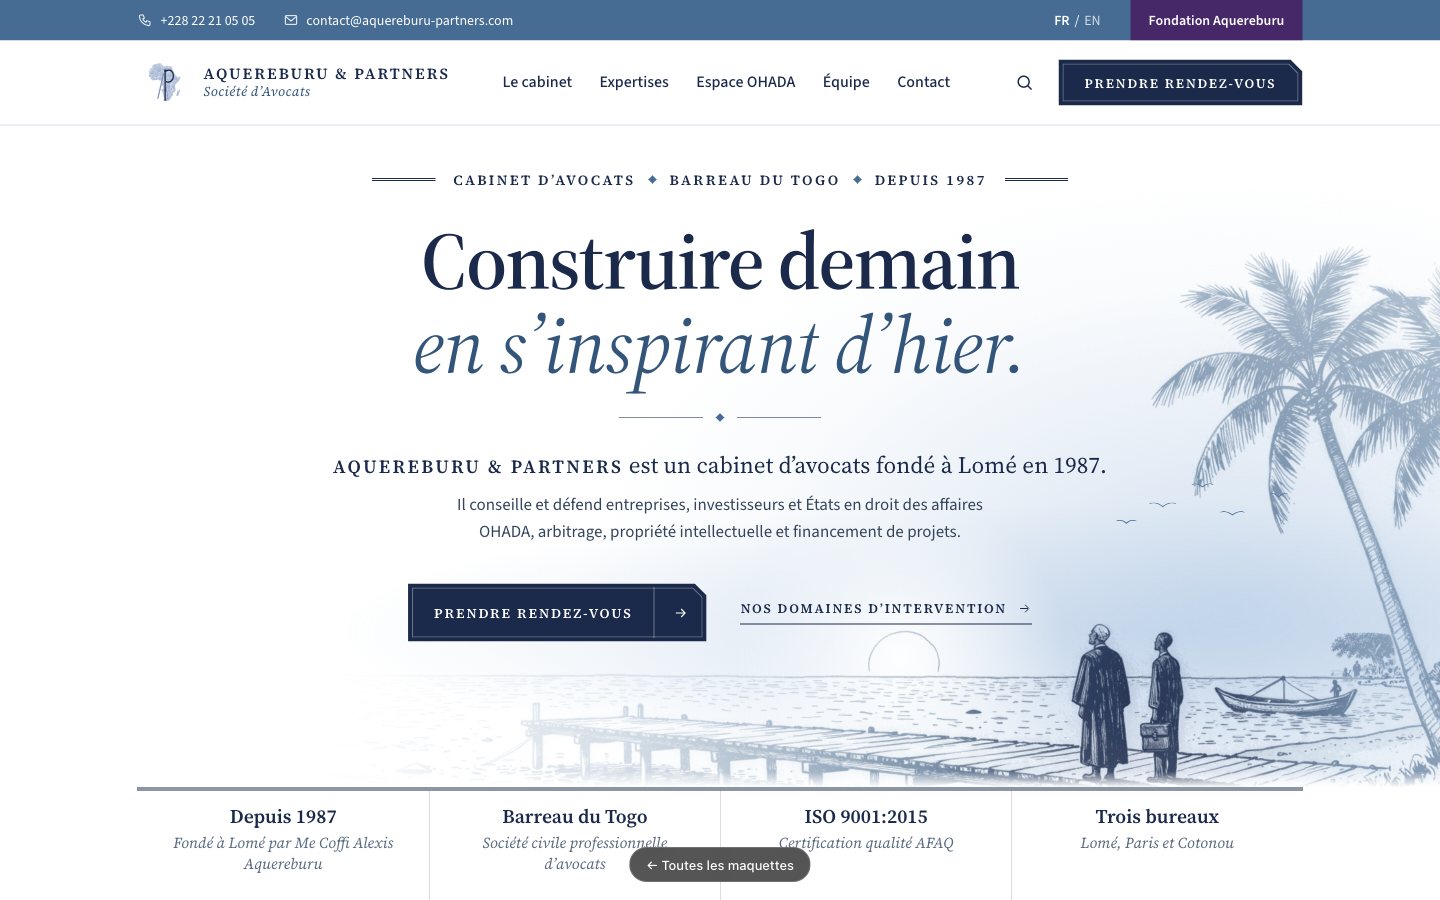 +228 22 21 05 05
contact@aquereburu-partners.com
FR / EN
Fondation Aquereburu
AQUEREBURU & PARTNERS
Société d’Avocats
Le cabinet
Expertises
Espace OHADA
Équipe
Contact
PRENDRE RENDEZ-VOUS
CABINET D’AVOCATS ◆ BARREAU DU TOGO ◆ DEPUIS 1987
Construire demain
en s’inspirant d’hier.
AQUEREBURU & PARTNERS est un cabinet d’avocats fondé à Lomé en 1987.
Il conseille et défend entreprises, investisseurs et États en droit des affaires
OHADA, arbitrage, propriété intellectuelle et financement de projets.
PRENDRE RENDEZ-VOUS →
NOS DOMAINES D’INTERVENTION →
Depuis 1987
Fondé à Lomé par Me Coffi Alexis
Aquereburu
Barreau du Togo
Société civile professionnelle
d’avocats
ISO 9001:2015
Certification qualité AFAQ
Trois bureaux
Lomé, Paris et Cotonou
← Toutes les maquettes